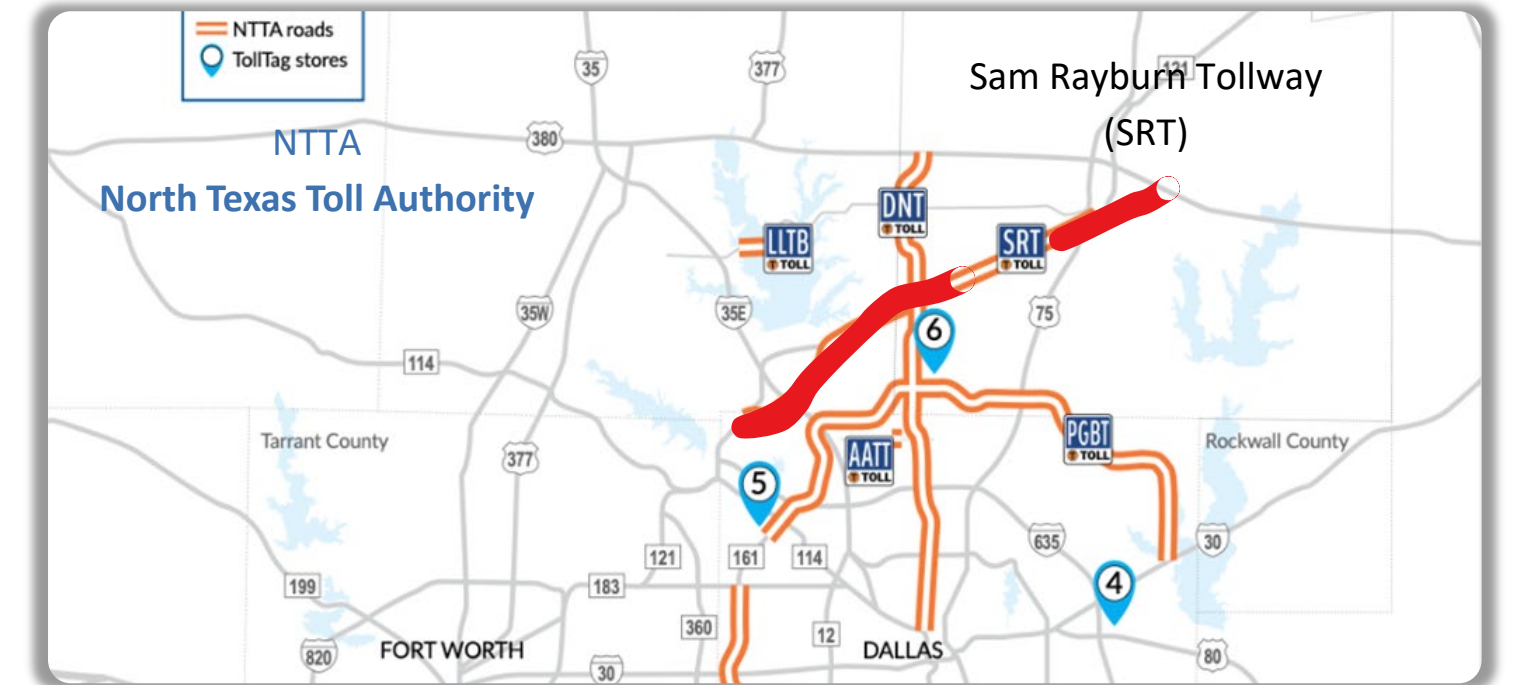 NTTA roads
TollTag stores
35
377
121
Sam Rayburn Tollway
(SRT)
380
NTTA
North Texas Toll Authority
DNT
TOLL
LLTB
TOLL
SRT
TOLL
35W
35E
75
6
114
Tarrant County
377
AATT
TOLL
PGBT
TOLL
Rockwall County
5
121
161
114
635
30
199
183
4
360
12
820
FORT WORTH
30
DALLAS
80